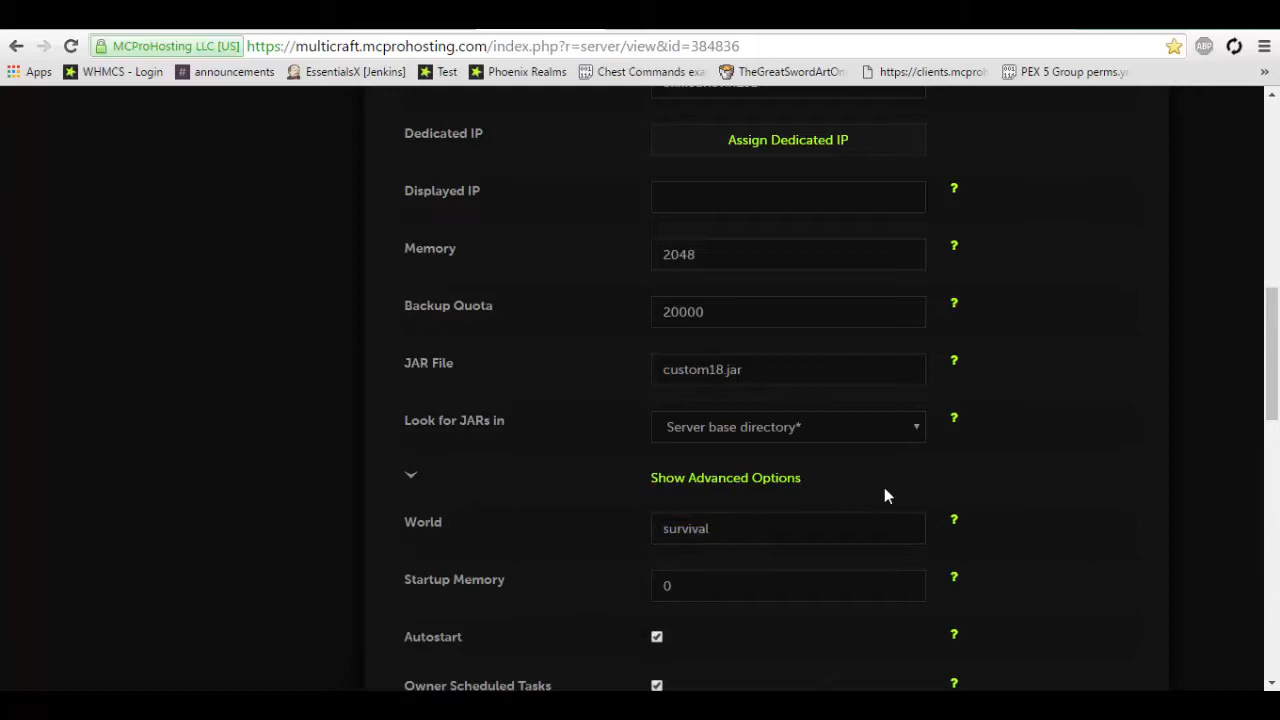 MCProHosting LLC [US] https://multicraft.mcprohosting.com/index.php?r=server/view&id=384836 ABP
Apps WHMCS - Login # announcements EssentialsX [Jenkins] Test Phoenix Realms Chest Commands exa TheGreatSwordArtOn https://clients.mcproh PEX 5 Group perms.y »
Dedicated IP Assign Dedicated IP
Displayed IP ?
Memory 2048 ?
Backup Quota 20000 ?
JAR File custom18.jar ?
Look for JARs in Server base directory* ?
Show Advanced Options
World survival ?
Startup Memory 0 ?
Autostart ?
Owner Scheduled Tasks ?